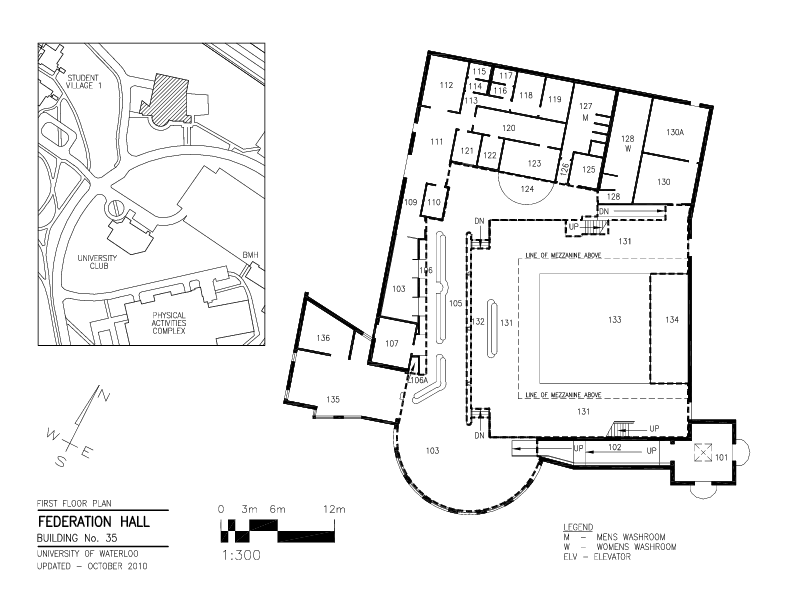 STUDENT
VILLAGE 1
UNIVERSITY
CLUB
BMH
PHYSICAL
ACTIVITIES
COMPLEX
N
W
E
S
112
115
117
114
116
118
119
113
127
M
120
128
W
130A
111
121
122
123
126
125
130
124
128
109
110
DN
DN
UP
131
LINE OF MEZZANINE ABOVE
106
103
105
132
131
133
134
136
107
106A
135
LINE OF MEZZANINE ABOVE
131
DN
UP
103
UP
102
UP
101
FIRST FLOOR PLAN
FEDERATION HALL
BUILDING No. 35
UNIVERSITY OF WATERLOO
UPDATED – OCTOBER 2010
0 3m 6m 12m
1:300
LEGEND
M – MENS WASHROOM
W – WOMENS WASHROOM
ELV – ELEVATOR